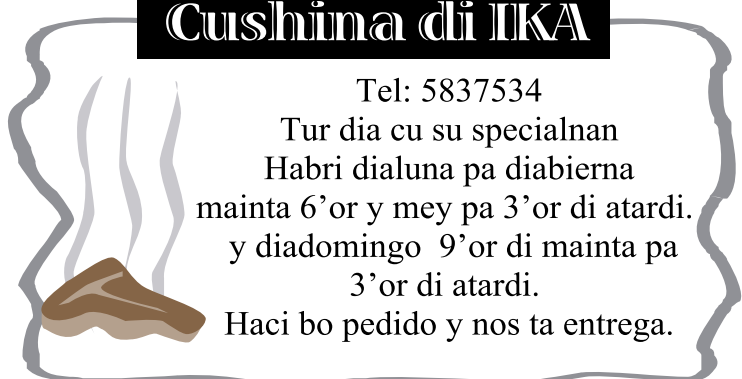 Cushina di IKA
Tel: 5837534
Tur dia cu su specialnan
Habri dialuna pa diabierna
mainta 6’or y mey pa 3’or di atardi.
y diadomingo 9’or di mainta pa
3’or di atardi.
Haci bo pedido y nos ta entrega.